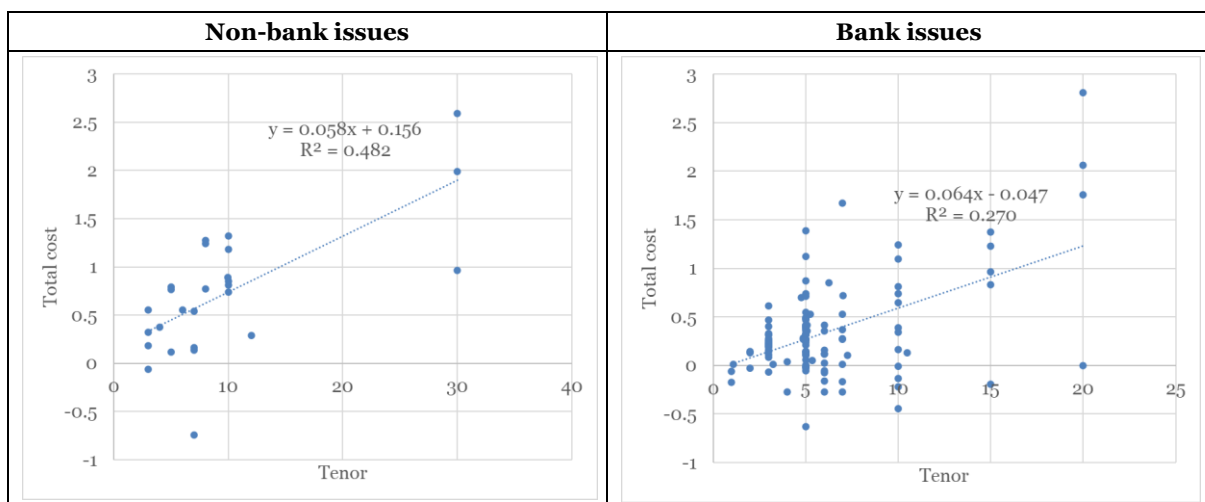 Non-bank issues
Bank issues
3
2.5
2
1.5
1
0.5
0
-0.5
-1
0
10
20
30
40
y = 0.058x + 0.156
R² = 0.482
Total cost
Tenor
3
2.5
2
1.5
1
0.5
0
-0.5
-1
0
5
10
15
20
25
y = 0.064x - 0.047
R² = 0.270
Total cost
Tenor